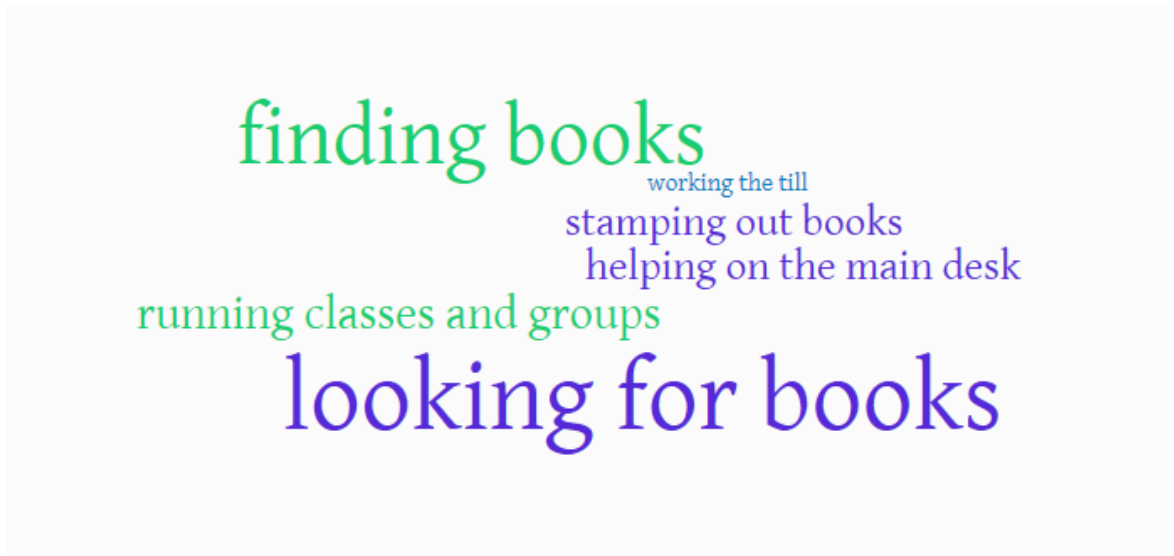 finding books
working the till
stamping out books
helping on the main desk
running classes and groups
looking for books